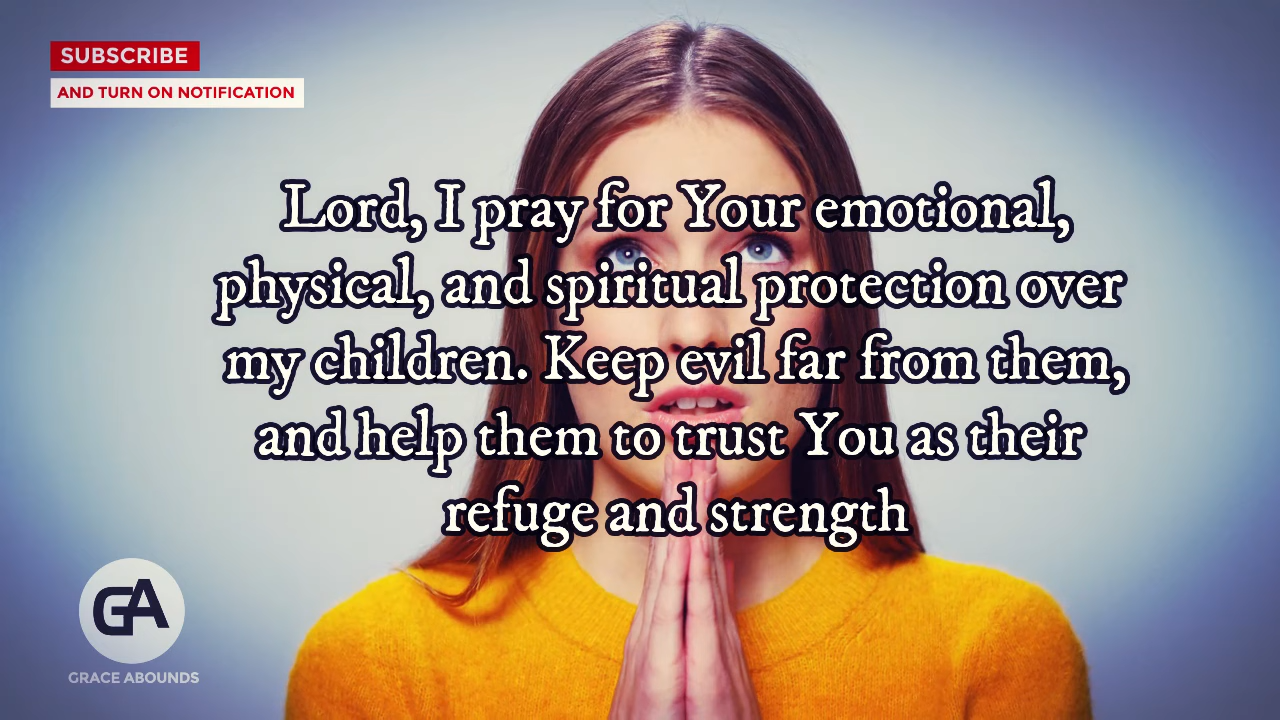 SUBSCRIBE
AND TURN ON NOTIFICATION
Lord, I pray for Your emotional,
physical, and spiritual protection over
my children. Keep evil far from them,
and help them to trust You as their
refuge and strength
GA
GRACE ABOUNDS